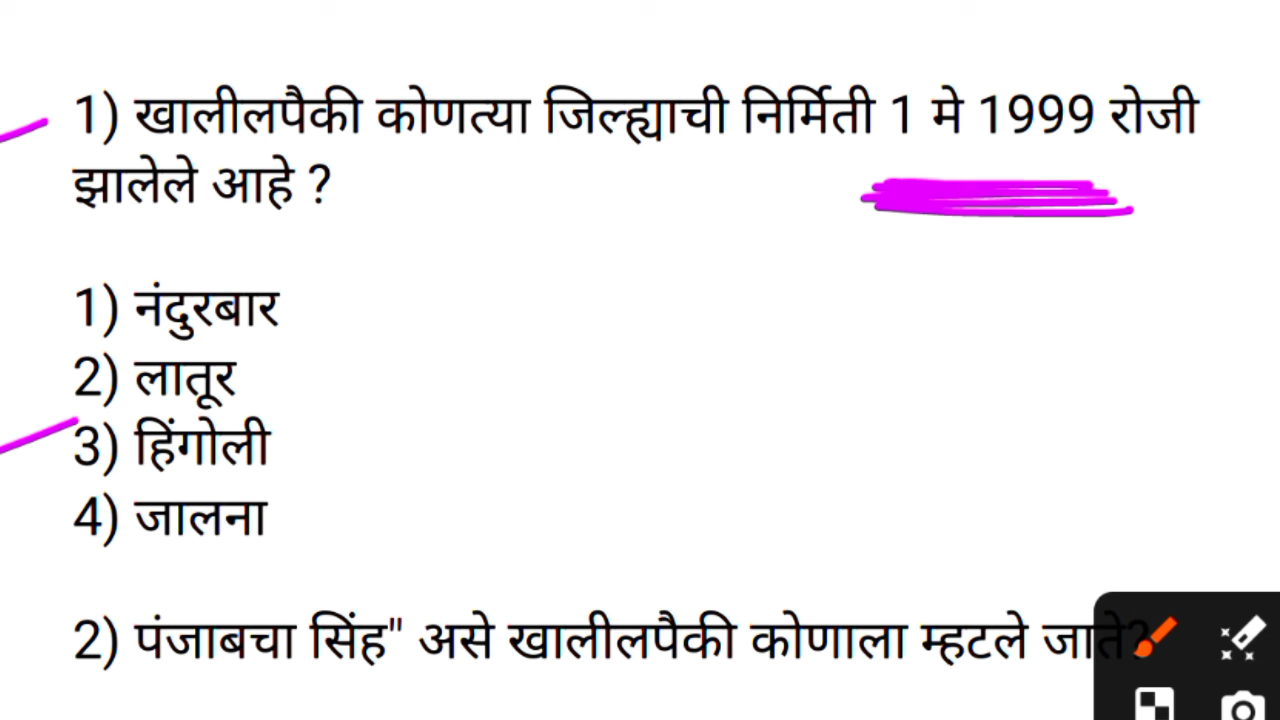 1) खालीलपैकी कोणत्या जिल्ह्याची निर्मिती 1 मे 1999 रोजी
झालेले आहे ?
1) नंदुरबार
2) लातूर
3) हिंगोली
4) जालना
2) पंजाबचा सिंह" असे खालीलपैकी कोणाला म्हटले जाते?